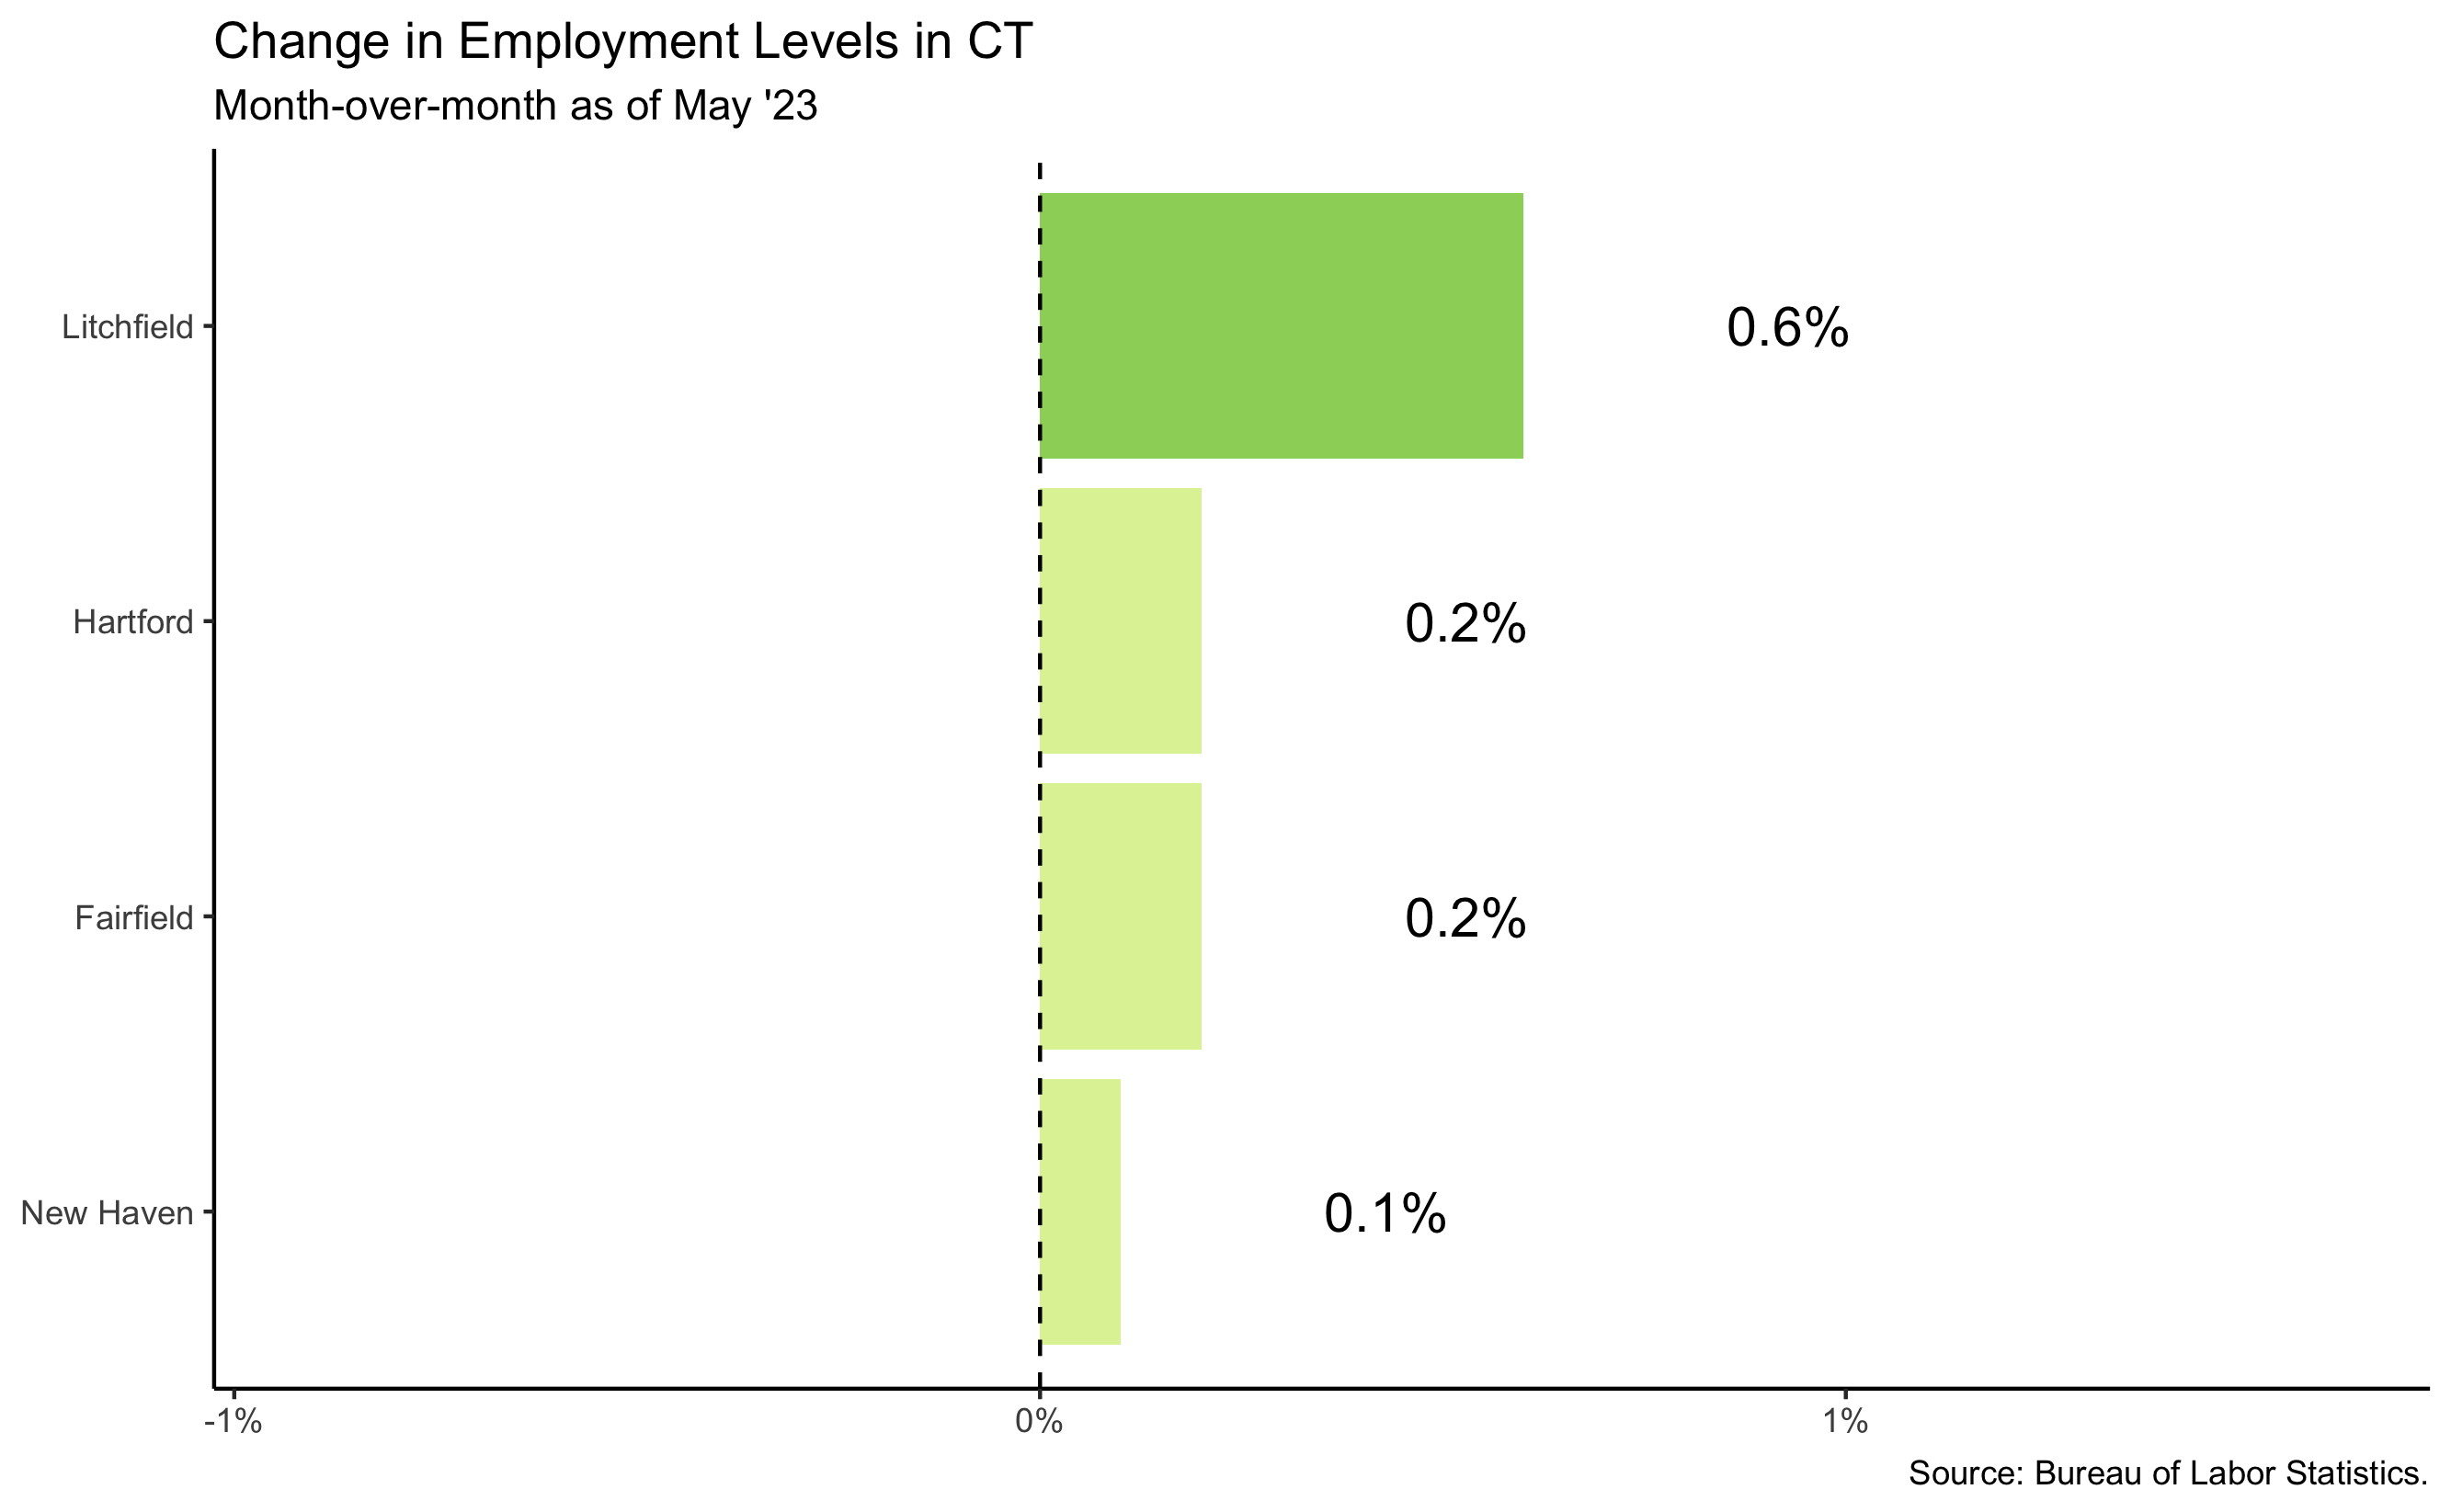 Change in Employment Levels in CT
Month-over-month as of May '23
Litchfield
0.6%
Hartford
0.2%
Fairfield
0.2%
New Haven
0.1%
-1%
0%
1%
Source: Bureau of Labor Statistics.